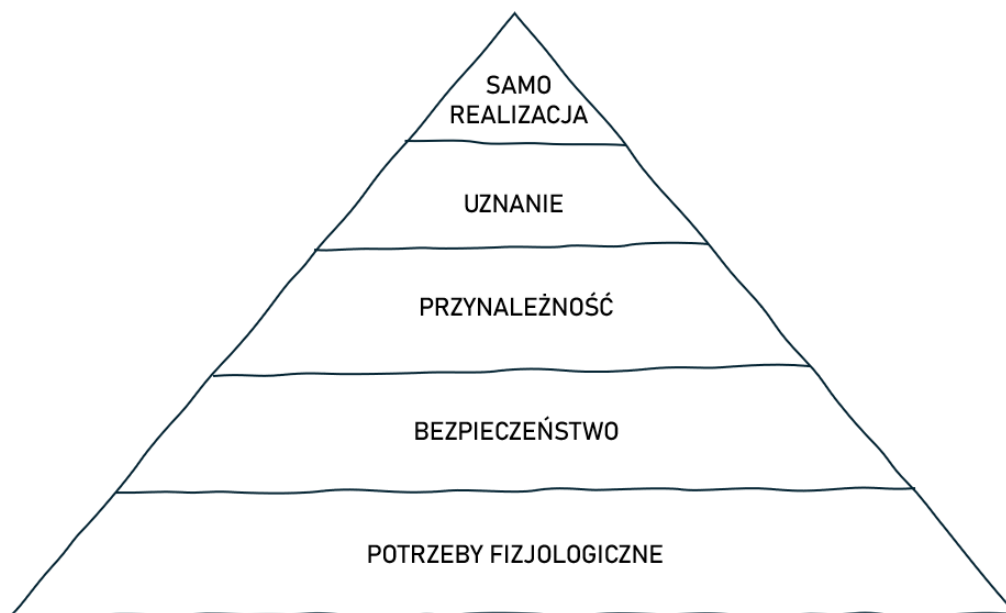 SAMO
REALIZACJA
UZNANIE
PRZYNALEŻNOŚĆ
BEZPIECZEŃSTWO
POTRZEBY FIZJOLOGICZNE